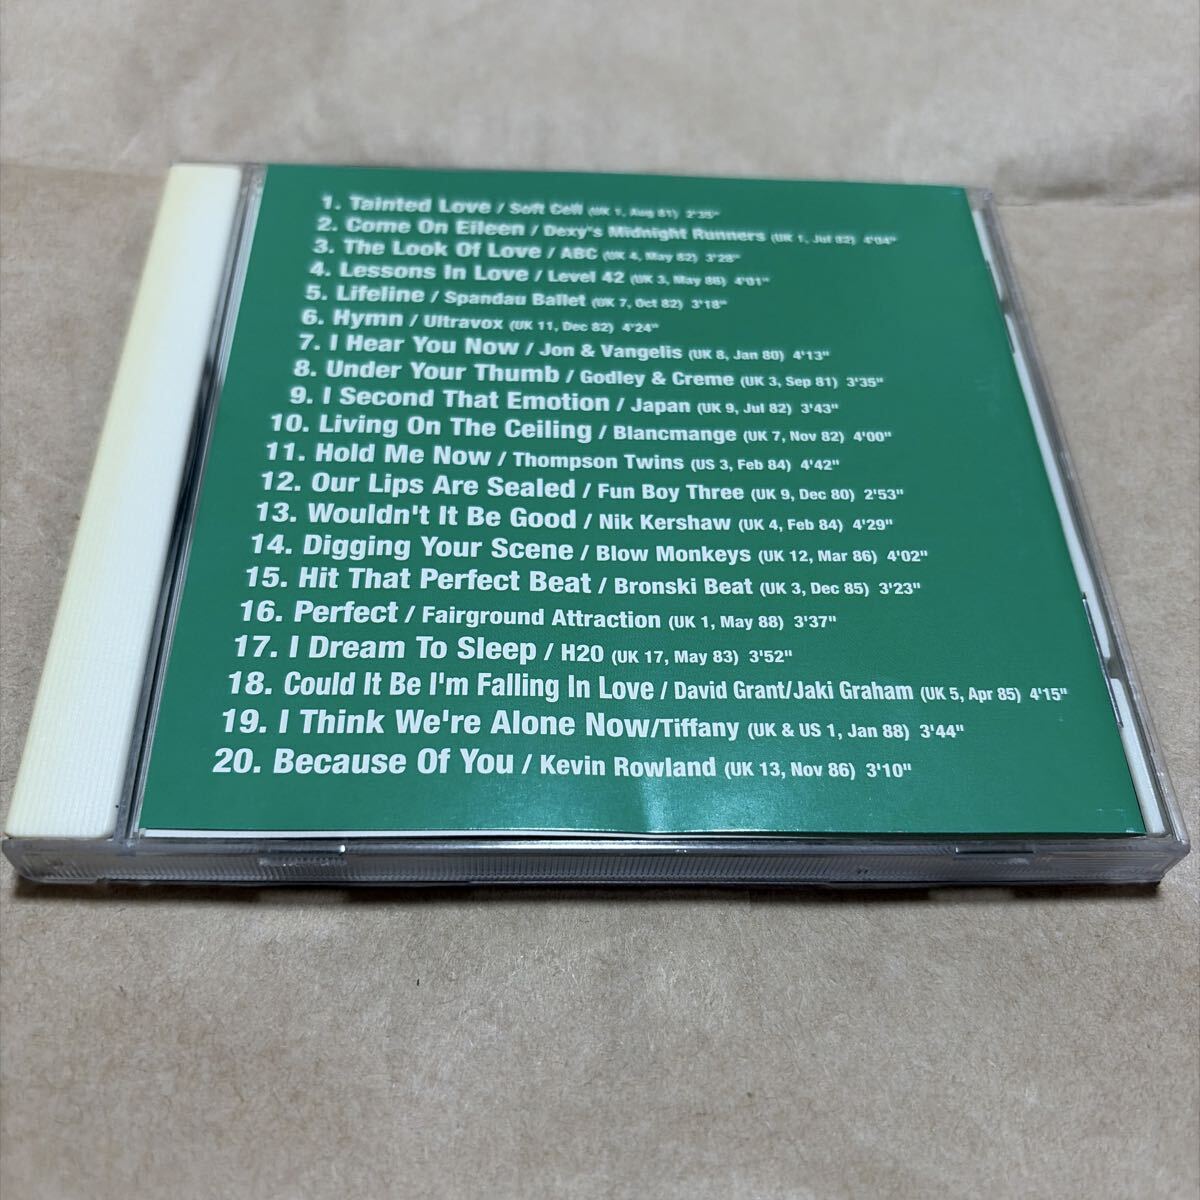 1. Tainted Love / Soft Cell (UK 1, Aug 81) 2'35"
2. Come On Eileen / Dexy's Midnight Runners (UK 1, Jul 82) 4'04"
3. The Look Of Love / ABC (UK 4, May 82) 3'28"
4. Lessons In Love / Level 42 (UK 3, May 86) 4'01"
5. Lifeline / Spandau Ballet (UK 7, Oct 82) 3'18"
6. Hymn / Ultravox (UK 11, Dec 82) 4'24"
7. I Hear You Now / Jon & Vangelis (UK 8, Jan 80) 4'13"
8. Under Your Thumb / Godley & Creme (UK 3, Sep 81) 3'35"
9. I Second That Emotion / Japan (UK 9, Jul 82) 3'43"
10. Living On The Ceiling / Blancmange (UK 7, Nov 82) 4'00"
11. Hold Me Now / Thompson Twins (US 3, Feb 84) 4'42"
12. Our Lips Are Sealed / Fun Boy Three (UK 9, Dec 80) 2'53"
13. Wouldn't It Be Good / Nik Kershaw (UK 4, Feb 84) 4'29"
14. Digging Your Scene / Blow Monkeys (UK 12, Mar 86) 4'02"
15. Hit That Perfect Beat / Bronski Beat (UK 3, Dec 85) 3'23"
16. Perfect / Fairground Attraction (UK 1, May 88) 3'37"
17. I Dream To Sleep / H20 (UK 17, May 83) 3'52"
18. Could It Be I'm Falling In Love / David Grant/Jaki Graham (UK 5, Apr 85) 4'15"
19. I Think We're Alone Now/Tiffany (UK & US 1, Jan 88) 3'44"
20. Because Of You / Kevin Rowland (UK 13, Nov 86) 3'10"